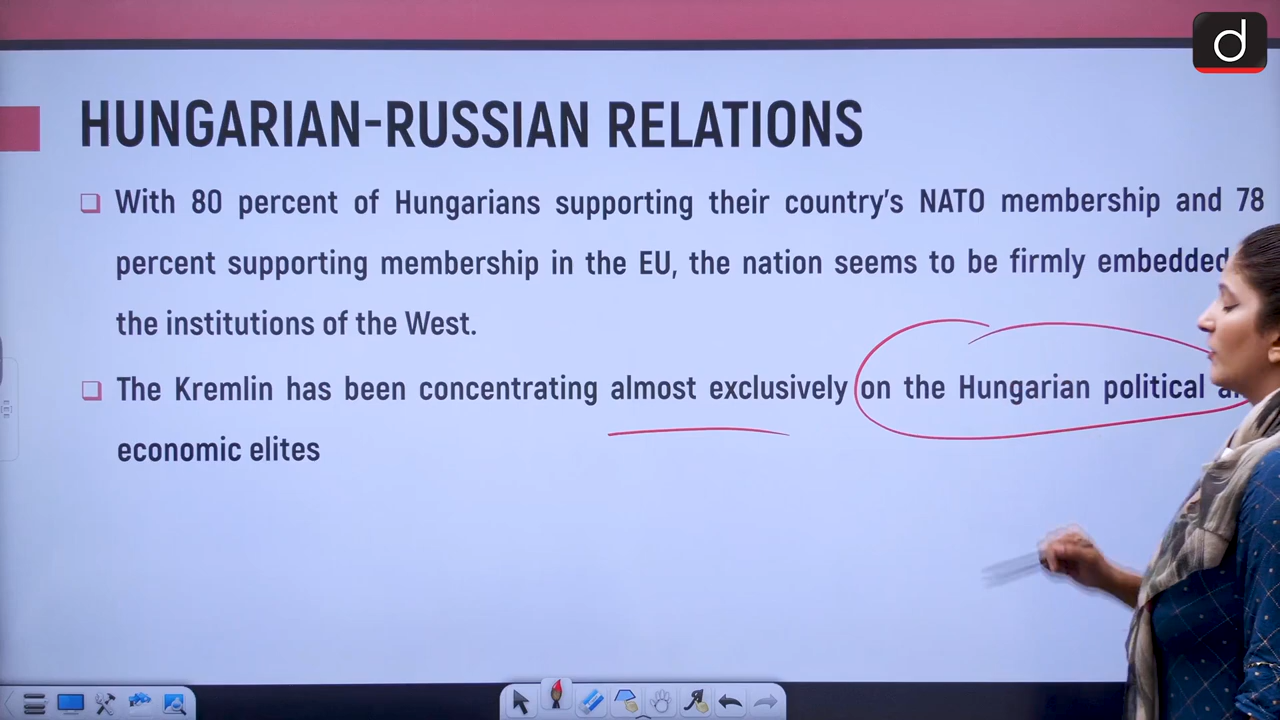 d
HUNGARIAN-RUSSIAN RELATIONS
With 80 percent of Hungarians supporting their country's NATO membership and 78
percent supporting membership in the EU, the nation seems to be firmly embedded
the institutions of the West.
The Kremlin has been concentrating almost exclusively on the Hungarian political
economic elites